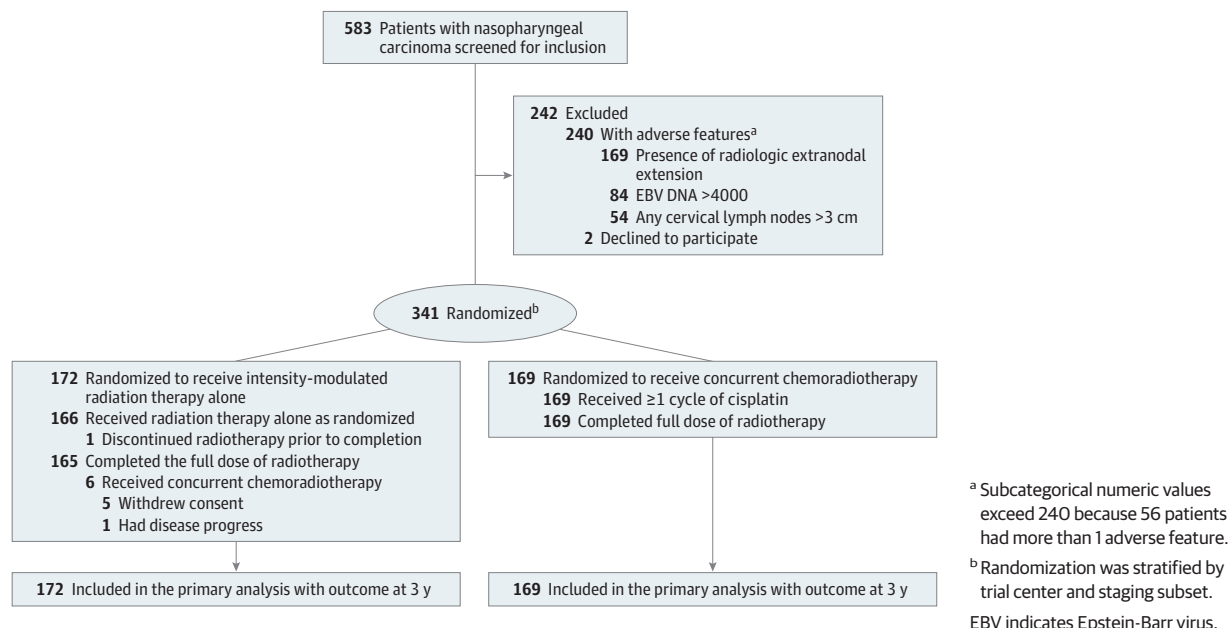 583 Patients with nasopharyngeal
carcinoma screened for inclusion
242 Excluded
240 With adverse featuresᵃ
169 Presence of radiologic extranodal
extension
84 EBV DNA >4000
54 Any cervical lymph nodes >3 cm
2 Declined to participate
341 Randomizedᵇ
172 Randomized to receive intensity-modulated
radiation therapy alone
166 Received radiation therapy alone as randomized
1 Discontinued radiotherapy prior to completion
165 Completed the full dose of radiotherapy
6 Received concurrent chemoradiotherapy
5 Withdrew consent
1 Had disease progress
169 Randomized to receive concurrent chemoradiotherapy
169 Received ≥1 cycle of cisplatin
169 Completed full dose of radiotherapy
172 Included in the primary analysis with outcome at 3 y
169 Included in the primary analysis with outcome at 3 y
ᵃ Subcategorical numeric values
exceed 240 because 56 patients
had more than 1 adverse feature.
ᵇ Randomization was stratified by
trial center and staging subset.
EBV indicates Epstein-Barr virus.